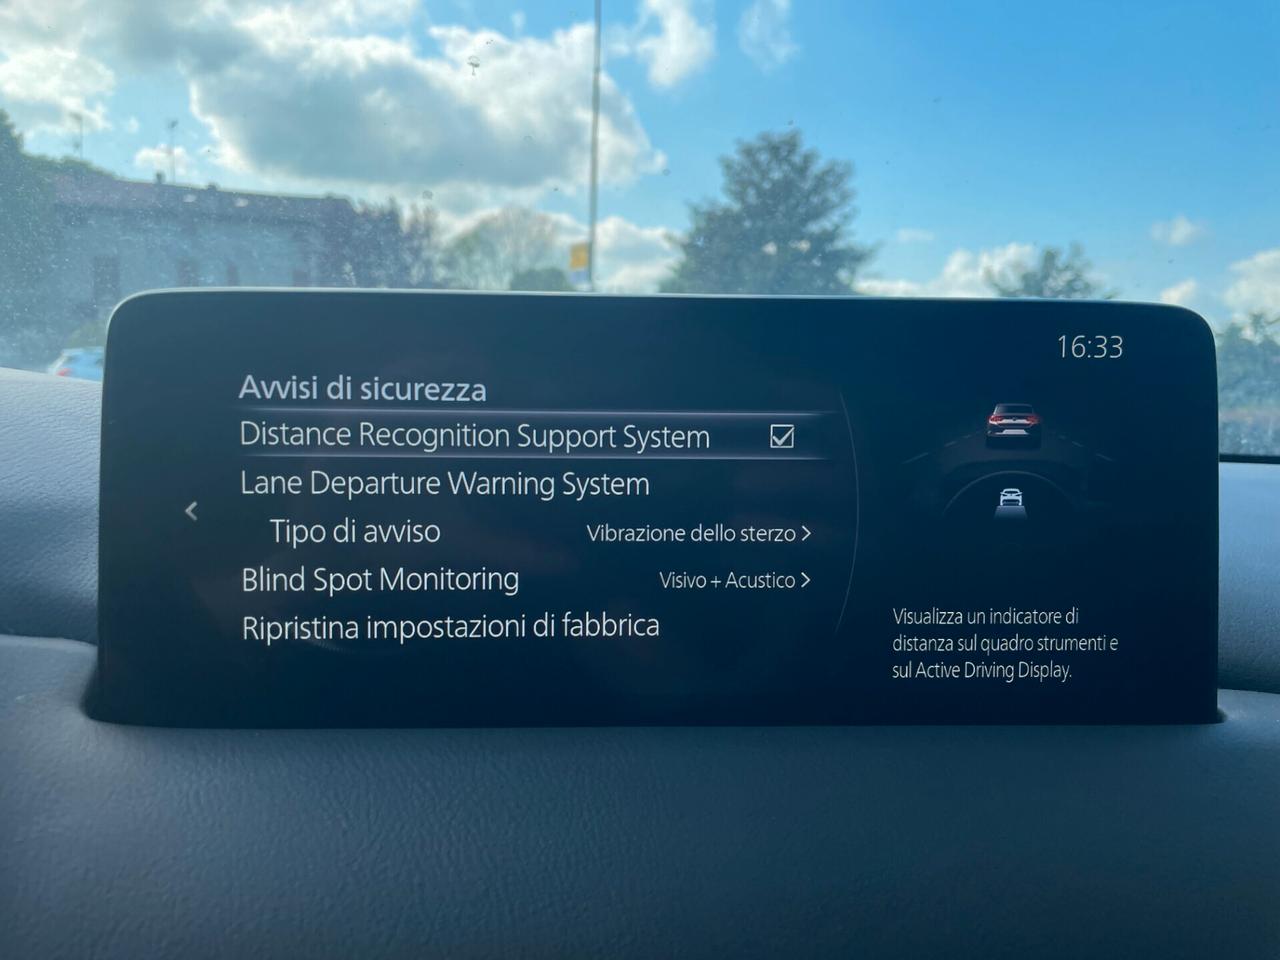 16:33
Avvisi di sicurezza
Distance Recognition Support System
Lane Departure Warning System
Tipo di avviso Vibrazione dello sterzo >
Blind Spot Monitoring Visivo + Acustico >
Ripristina impostazioni di fabbrica
Visualizza un indicatore di
distanza sul quadro strumenti e
sul Active Driving Display.